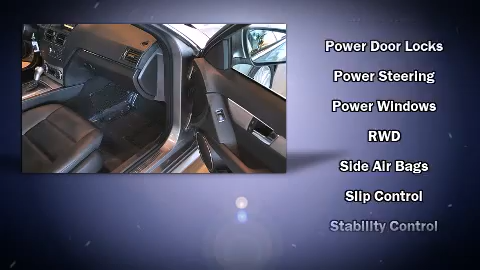 Power Door Locks
Power Steering
Power Windows
RWD
Side Air Bags
Slip Control
Stability Control